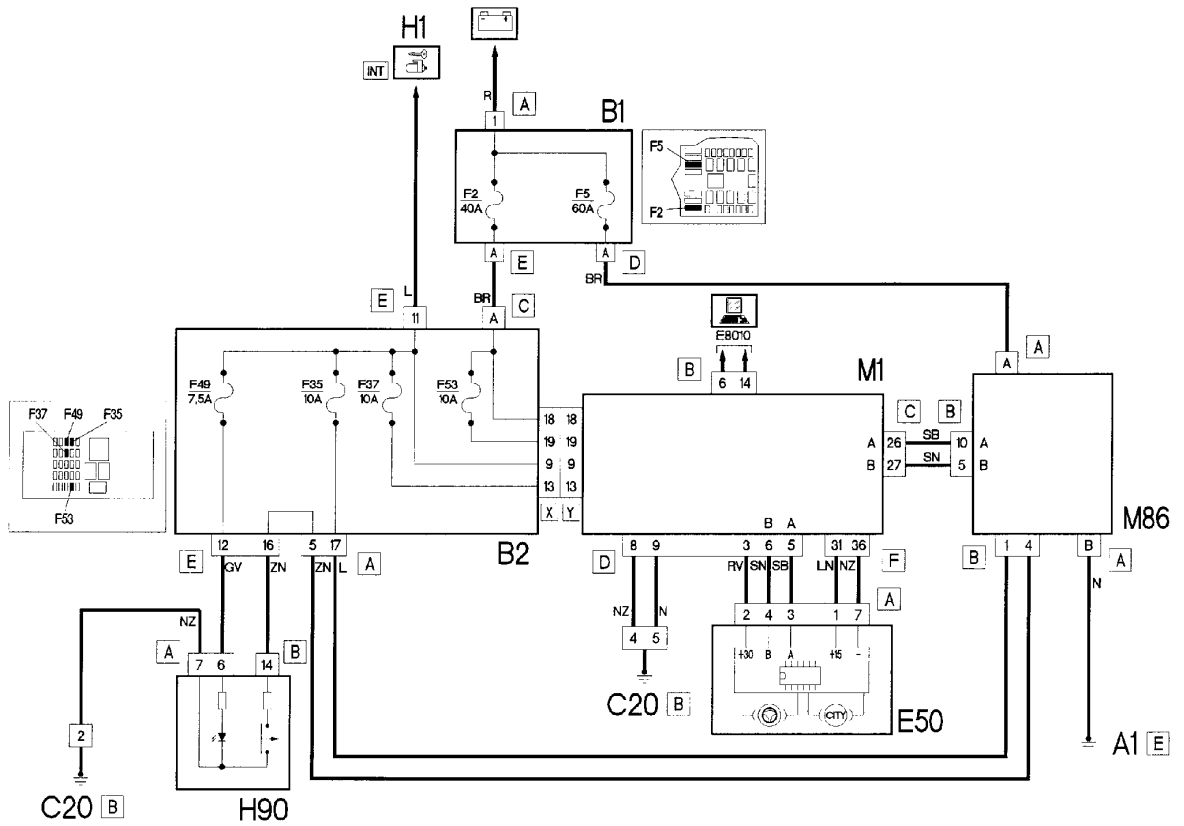 H1
INT
R
A
1
B1
F2
40A
F5
60A
F5
F2
A
E
A
D
BR
E
L
11
BR
A
C
E8010
B
6 14
M1
A
A
F49
7,5A
F35
10A
F37
10A
F53
10A
F37 F49 F35
F53
18 18
19 19
9 9
13 13
X Y
C B
A 26 SB 10 A
B 27 SN 5 B
M86
B2
E
12 16 5 17
A
GV ZN ZN L
B A
D
8 9
3 6 5 31 36
F
RV SN SB LN NZ
NZ N
4 5
C20 B
A
2 4 3 1 7
+30 B A +15 -
CITY
E50
B
1 4
B
A
N
A1 E
NZ
A
7 6 14
B
2
C20 B
H90